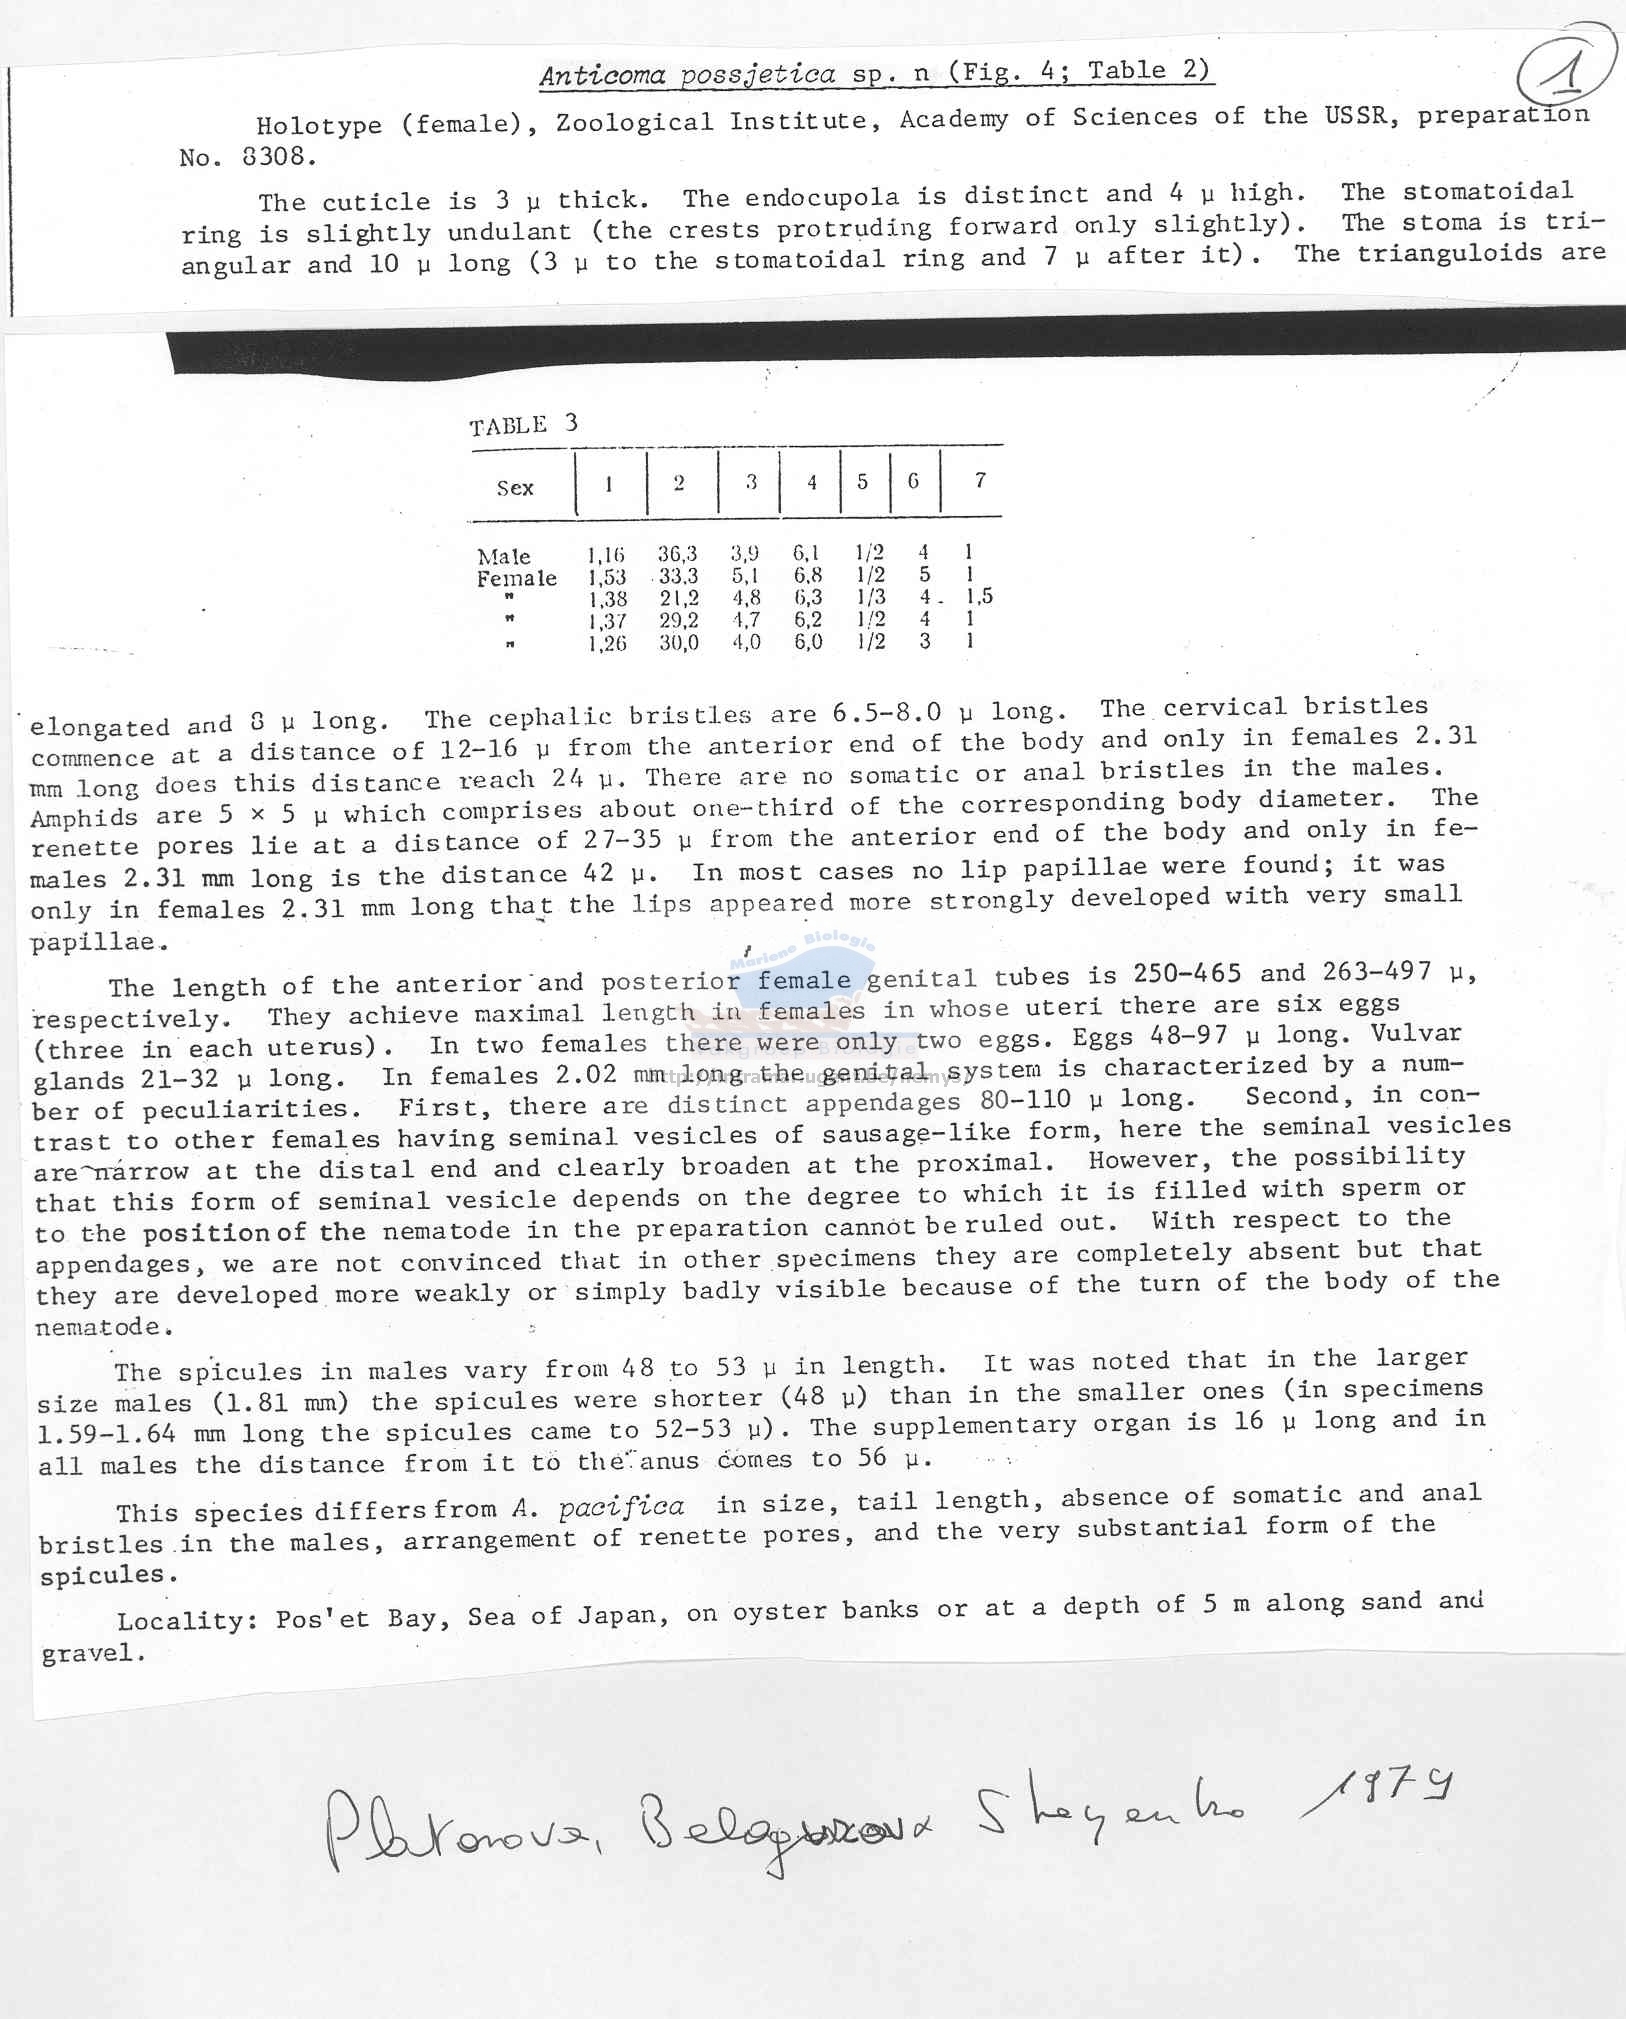 1
Anticoma possjetica sp. n (Fig. 4; Table 2)
Holotype (female), Zoological Institute, Academy of Sciences of the USSR, preparation
No. 8308.
The cuticle is 3 μ thick. The endocupola is distinct and 4 μ high. The stomatoidal
ring is slightly undulant (the crests protruding forward only slightly). The stoma is tri-
angular and 10 μ long (3 μ to the stomatoidal ring and 7 μ after it). The trianguloids are
TABLE 3
Sex 1 2 3 4 5 6 7
Male 1,16 36,3 3,9 6,1 1/2 4 1
Female 1,53 33,3 5,1 6,8 1/2 5 1
" 1,38 21,2 4,8 6,3 1/3 4 1,5
" 1,37 29,2 4,7 6,2 1/2 4 1
" 1,26 30,0 4,0 6,0 1/2 3 1
elongated and 8 μ long. The cephalic bristles are 6.5-8.0 μ long. The cervical bristles
commence at a distance of 12-16 μ from the anterior end of the body and only in females 2.31
mm long does this distance reach 24 μ. There are no somatic or anal bristles in the males.
Amphids are 5 × 5 μ which comprises about one-third of the corresponding body diameter. The
renette pores lie at a distance of 27-35 μ from the anterior end of the body and only in fe-
males 2.31 mm long is the distance 42 μ. In most cases no lip papillae were found; it was
only in females 2.31 mm long that the lips appeared more strongly developed with very small
papillae.
Mariene Biologie
The length of the anterior and posterior female genital tubes is 250-465 and 263-497 μ,
respectively. They achieve maximal length in females in whose uteri there are six eggs
(three in each uterus). In two females there were only two eggs. Eggs 48-97 μ long. Vulvar
Vakgroep Biologie
glands 21-32 μ long. In females 2.02 mm long the genital system is characterized by a num-
ber of peculiarities. First, there are distinct appendages 80-110 μ long. Second, in con-
trast to other females having seminal vesicles of sausage-like form, here the seminal vesicles
are narrow at the distal end and clearly broaden at the proximal. However, the possibility
that this form of seminal vesicle depends on the degree to which it is filled with sperm or
to the position of the nematode in the preparation cannot be ruled out. With respect to the
appendages, we are not convinced that in other specimens they are completely absent but that
they are developed more weakly or simply badly visible because of the turn of the body of the
nematode.
The spicules in males vary from 48 to 53 μ in length. It was noted that in the larger
size males (1.81 mm) the spicules were shorter (48 μ) than in the smaller ones (in specimens
1.59-1.64 mm long the spicules came to 52-53 μ). The supplementary organ is 16 μ long and in
all males the distance from it to the anus comes to 56 μ.
This species differs from A. pacifica in size, tail length, absence of somatic and anal
bristles in the males, arrangement of renette pores, and the very substantial form of the
spicules.
Locality: Pos'et Bay, Sea of Japan, on oyster banks or at a depth of 5 m along sand and
gravel.
Platonova, 1979